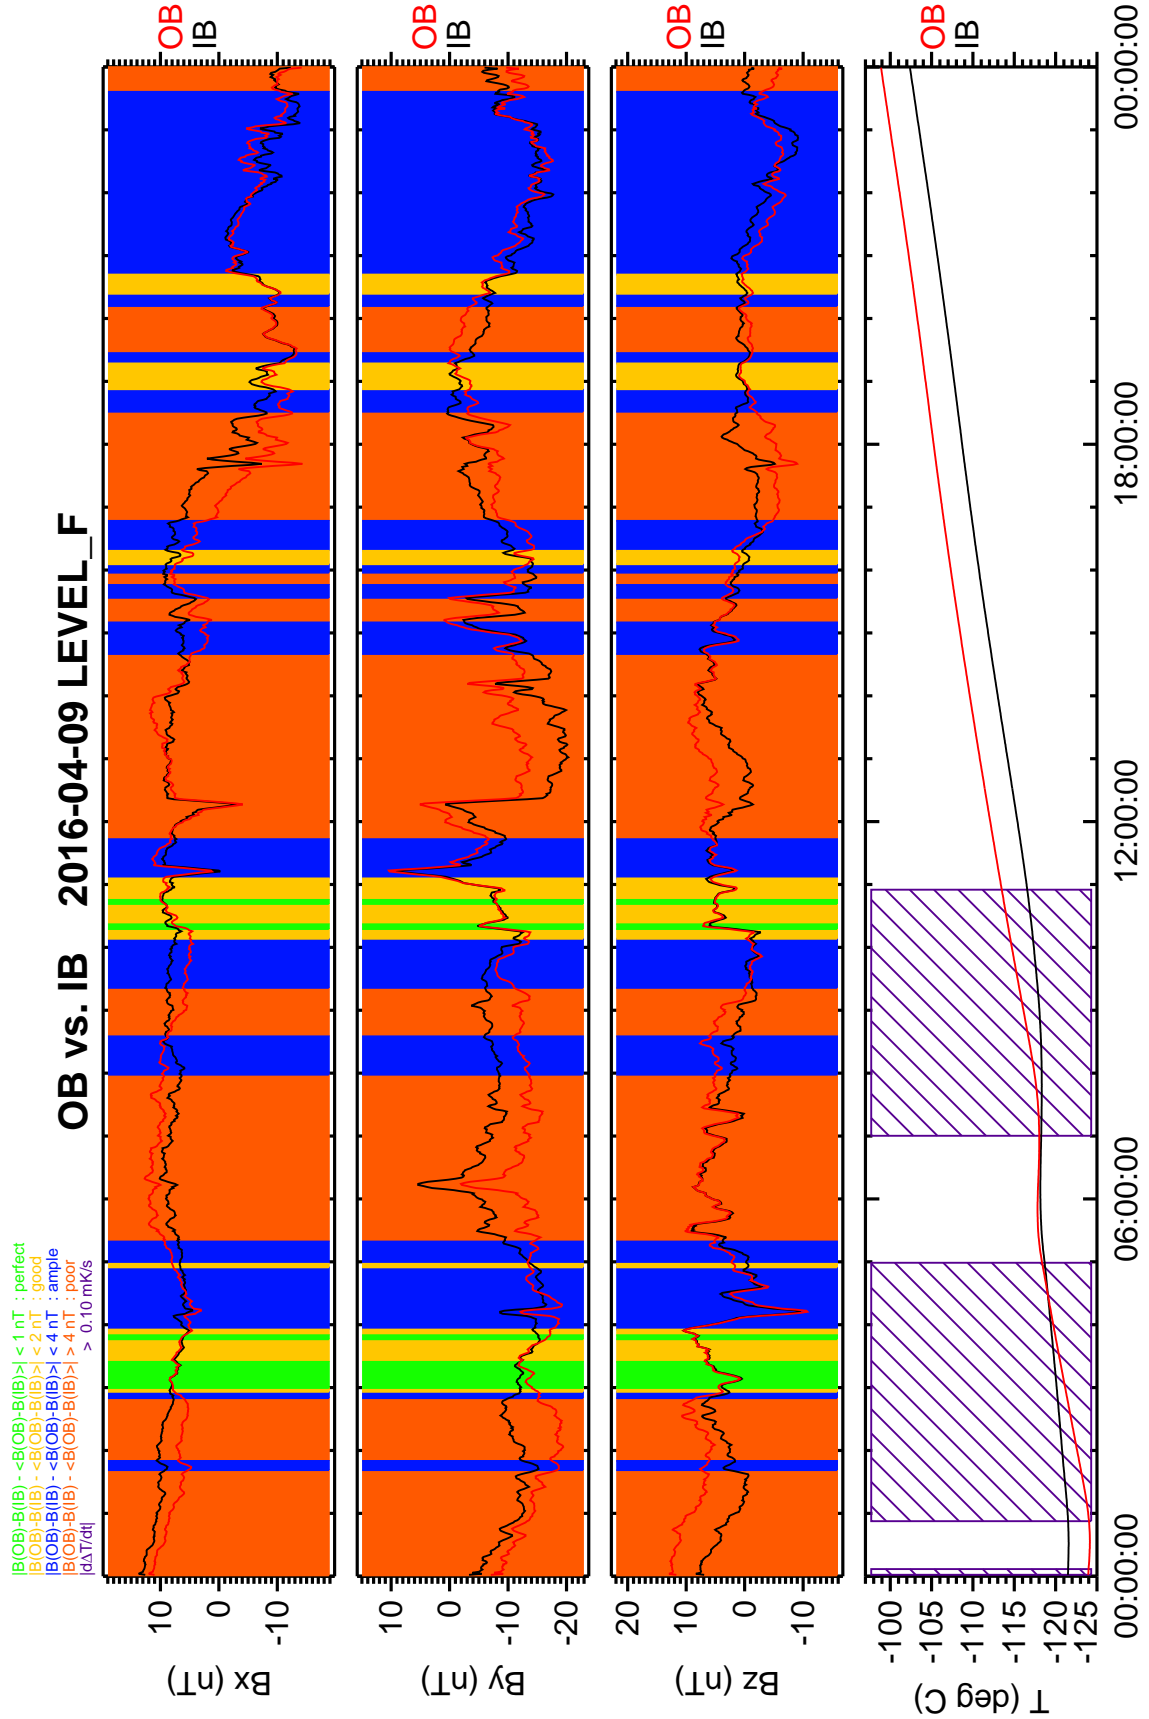 OB vs. IB 2016-04-09 LEVEL_F
|B(OB)-B(IB) - <B(OB)-B(IB)>| < 1 nT : perfect
|B(OB)-B(IB) - <B(OB)-B(IB)>| < 2 nT : good
|B(OB)-B(IB) - <B(OB)-B(IB)>| < 4 nT : ample
|B(OB)-B(IB) - <B(OB)-B(IB)>| > 4 nT : poor
|dΔT/dt| > 0.10 mK/s
Bx (nT)
10
0
-10
OB
IB
By (nT)
10
0
-10
-20
OB
IB
Bz (nT)
20
10
0
-10
OB
IB
T (deg C)
-100
-105
-110
-115
-120
-125
OB
IB
00:00:00 06:00:00 12:00:00 18:00:00 00:00:00